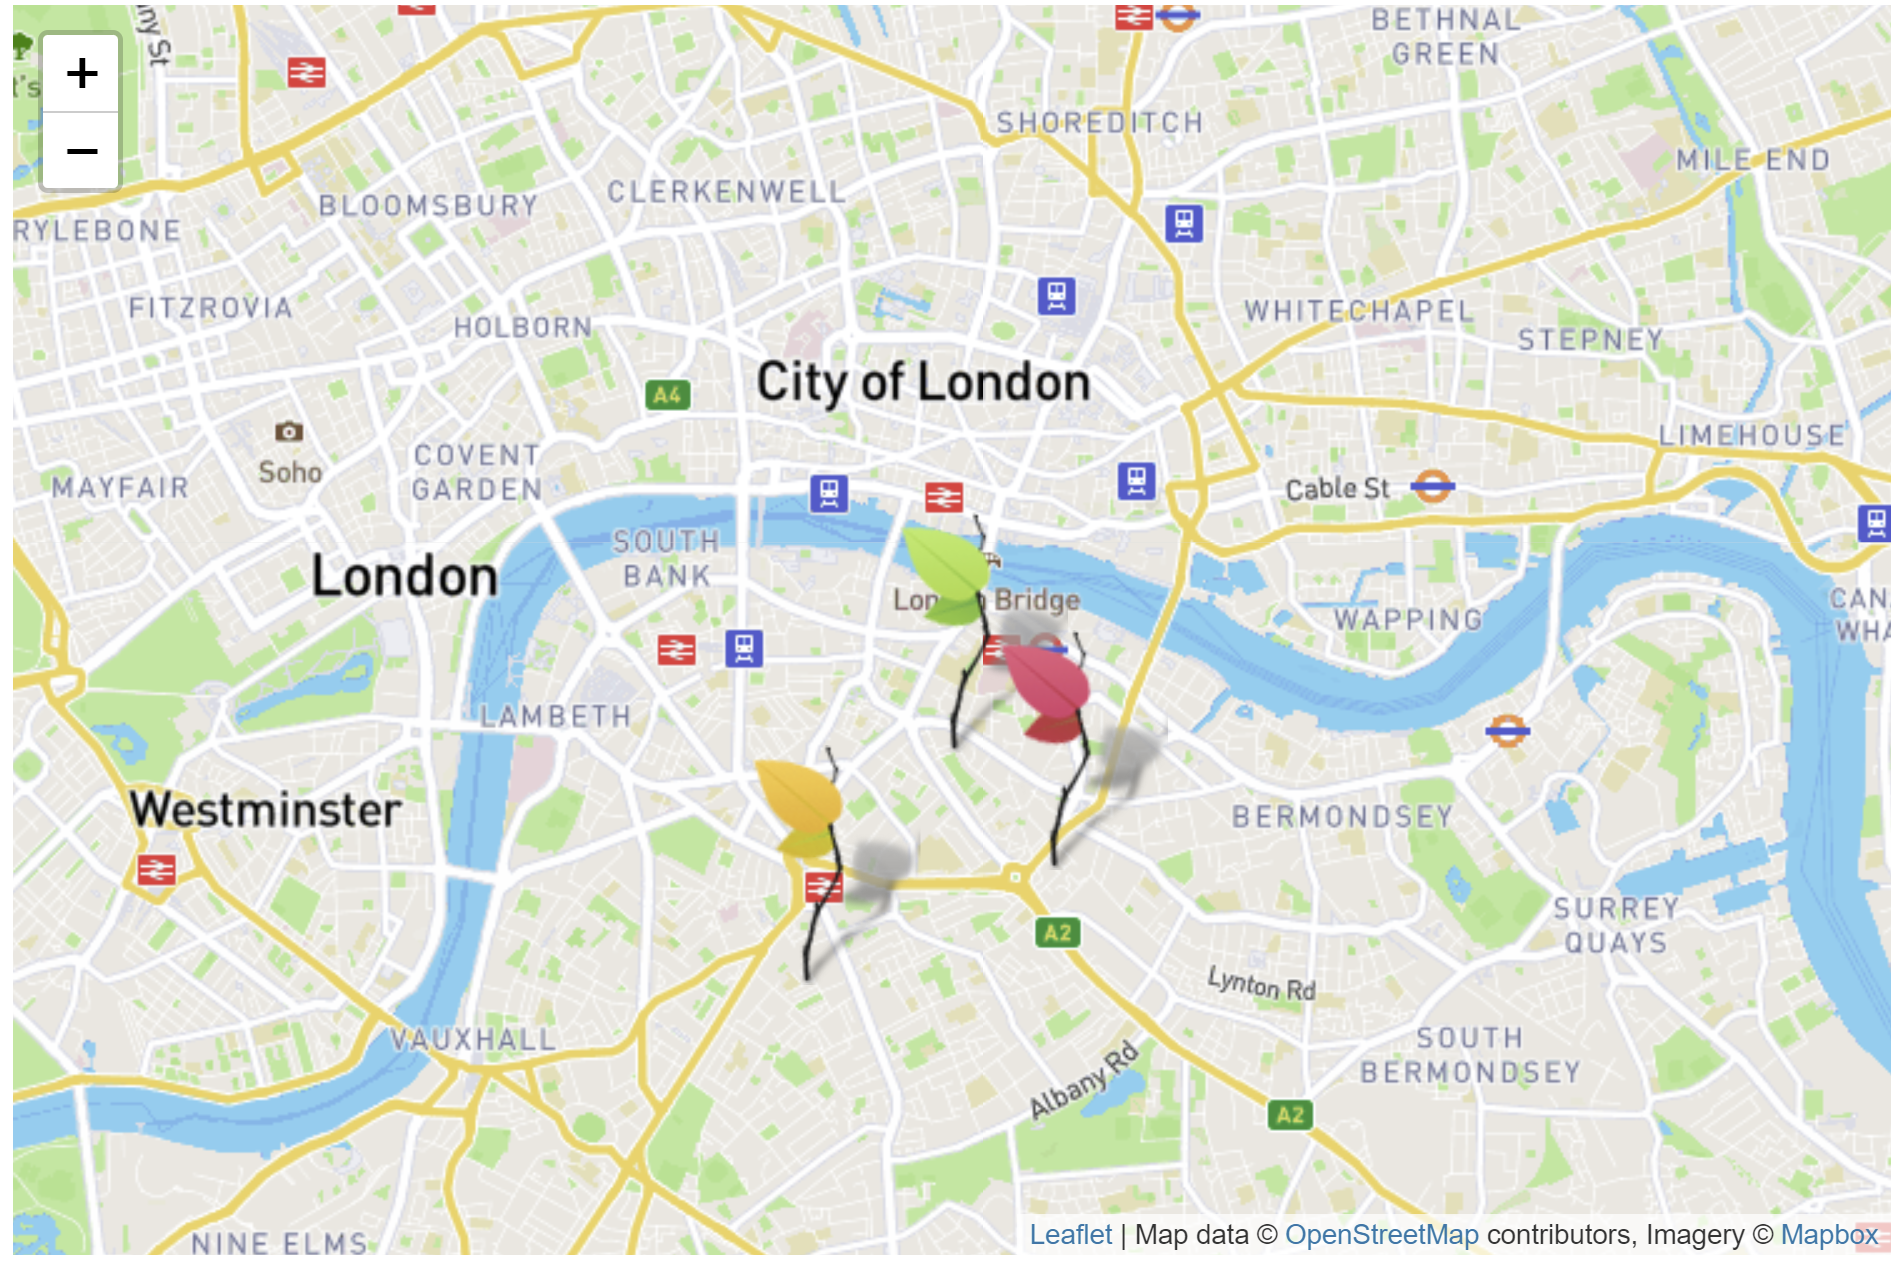 ny St
t's
+
−
BETHNAL
GREEN
SHOREDITCH
MILE END
CLERKENWELL
BLOOMSBURY
RYLEBONE
FITZROVIA
HOLBORN
WHITECHAPEL
STEPNEY
City of London
A4
LIMEHOUSE
Soho
COVENT
GARDEN
MAYFAIR
Cable St
SOUTH
BANK
London
London Bridge
WAPPING
CAN
WHA
LAMBETH
Westminster
BERMONDSEY
SURREY
QUAYS
A2
Lynton Rd
VAUXHALL
SOUTH
BERMONDSEY
Albany Rd
A2
NINE ELMS
Leaflet | Map data © OpenStreetMap contributors, Imagery © Mapbox